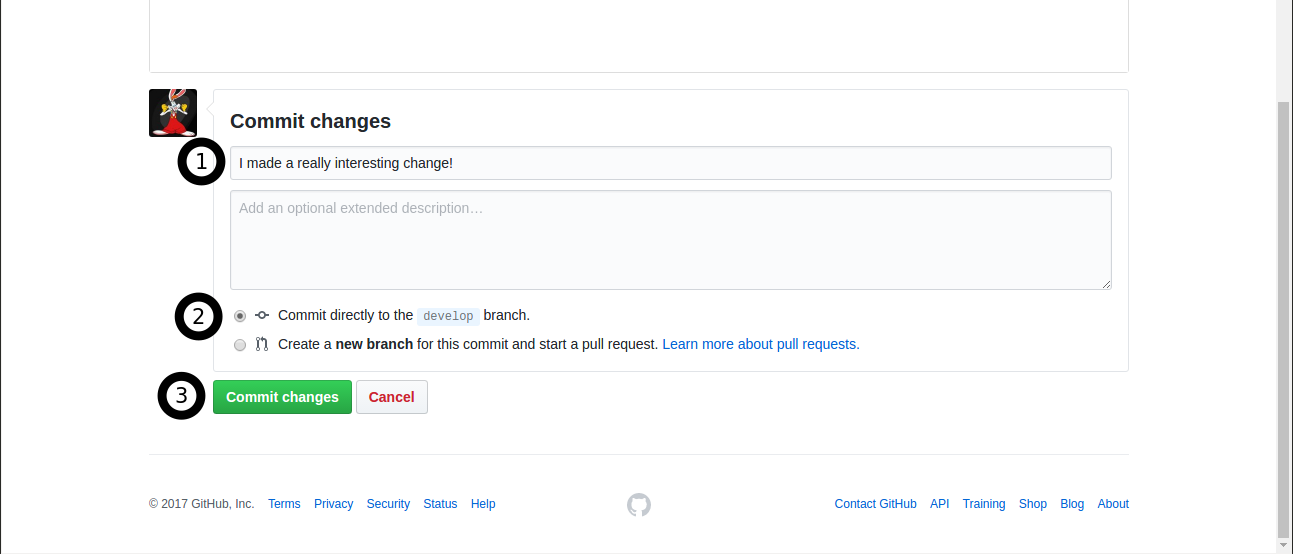 Commit changes
1
I made a really interesting change!
Add an optional extended description…
2
Commit directly to the develop branch.
Create a new branch for this commit and start a pull request. Learn more about pull requests.
3
Commit changes Cancel
© 2017 GitHub, Inc. Terms Privacy Security Status Help Contact GitHub API Training Shop Blog About